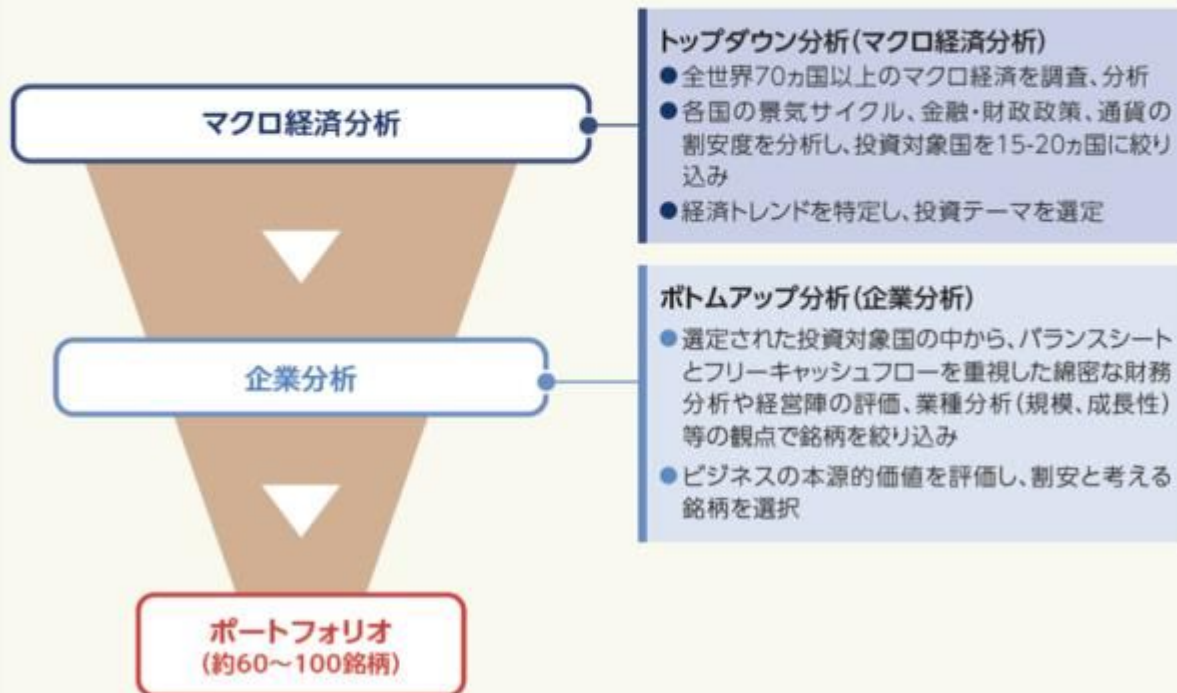 マクロ経済分析
トップダウン分析(マクロ経済分析)
●全世界70ヵ国以上のマクロ経済を調査、分析
●各国の景気サイクル、金融・財政政策、通貨の
割安度を分析し、投資対象国を15-20ヵ国に絞り
込み
●経済トレンドを特定し、投資テーマを選定
企業分析
ボトムアップ分析(企業分析)
●選定された投資対象国の中から、バランスシート
とフリーキャッシュフローを重視した綿密な財務
分析や経営陣の評価、業種分析(規模、成長性)
等の観点で銘柄を絞り込み
●ビジネスの本源的価値を評価し、割安と考える
銘柄を選択
ポートフォリオ
(約60～100銘柄)